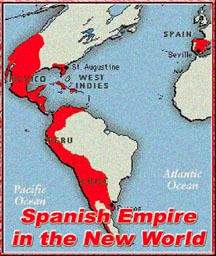 SPAIN
St. Augustine
Seville
MEXICO
WEST
INDIES
PERU
CHILE
Pacific
Ocean
Atlantic
Ocean
Spanish Empire
in the New World